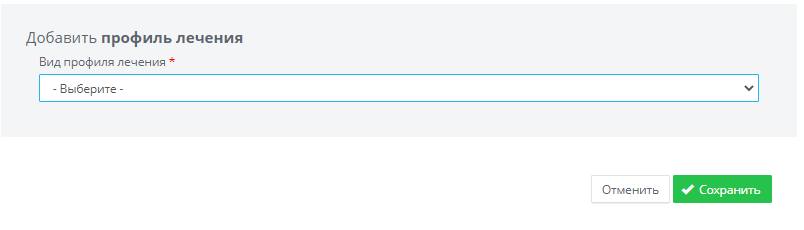 Добавить профиль лечения
Вид профиля лечения *
- Выберите -
Отменить
Сохранить